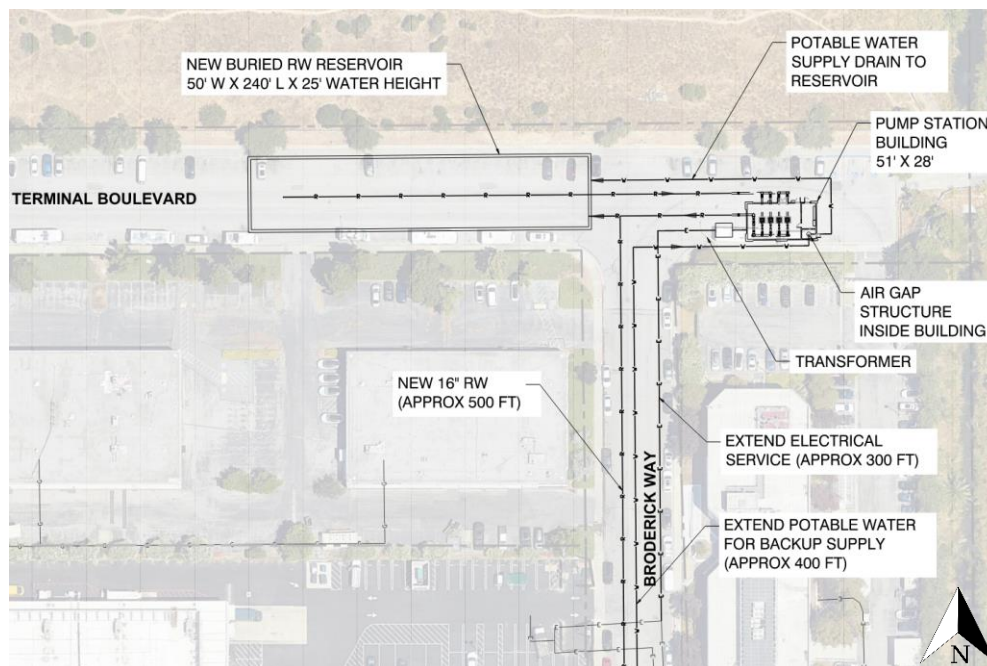 NEW BURIED RW RESERVOIR
50' W X 240' L X 25' WATER HEIGHT
POTABLE WATER
SUPPLY DRAIN TO
RESERVOIR
PUMP STATION
BUILDING
51' X 28'
TERMINAL BOULEVARD
AIR GAP
STRUCTURE
INSIDE BUILDING
TRANSFORMER
NEW 16" RW
(APPROX 500 FT)
EXTEND ELECTRICAL
SERVICE (APPROX 300 FT)
BRODERICK WAY
EXTEND POTABLE WATER
FOR BACKUP SUPPLY
(APPROX 400 FT)
N